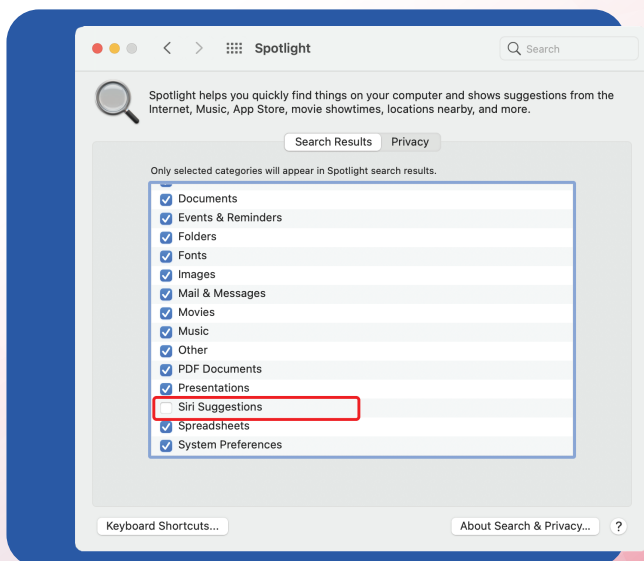 Spotlight
Search
Spotlight helps you quickly find things on your computer and shows suggestions from the
Internet, Music, App Store, movie showtimes, locations nearby, and more.
Search Results Privacy
Only selected categories will appear in Spotlight search results.
Documents
Events & Reminders
Folders
Fonts
Images
Mail & Messages
Movies
Music
Other
PDF Documents
Presentations
Siri Suggestions
Spreadsheets
System Preferences
Keyboard Shortcuts...
About Search & Privacy... ?